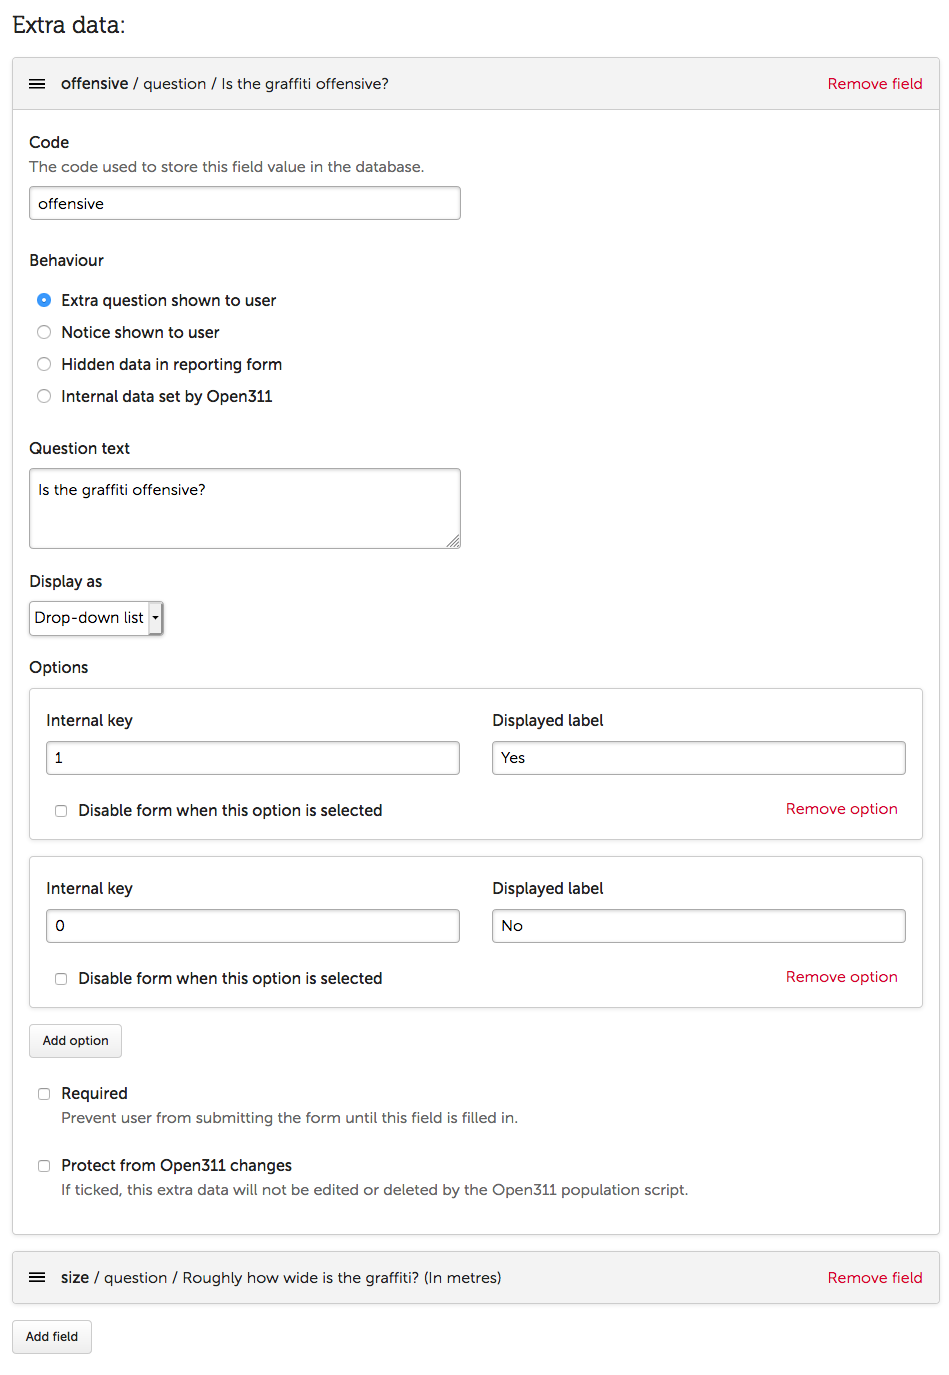 Extra data:
offensive / question / Is the graffiti offensive? Remove field
Code
The code used to store this field value in the database.
offensive
Behaviour
Extra question shown to user
Notice shown to user
Hidden data in reporting form
Internal data set by Open311
Question text
Is the graffiti offensive?
Display as
Drop-down list
Options
Internal key Displayed label
1 Yes
Disable form when this option is selected Remove option
Internal key Displayed label
0 No
Disable form when this option is selected Remove option
Add option
Required
Prevent user from submitting the form until this field is filled in.
Protect from Open311 changes
If ticked, this extra data will not be edited or deleted by the Open311 population script.
size / question / Roughly how wide is the graffiti? (In metres) Remove field
Add field